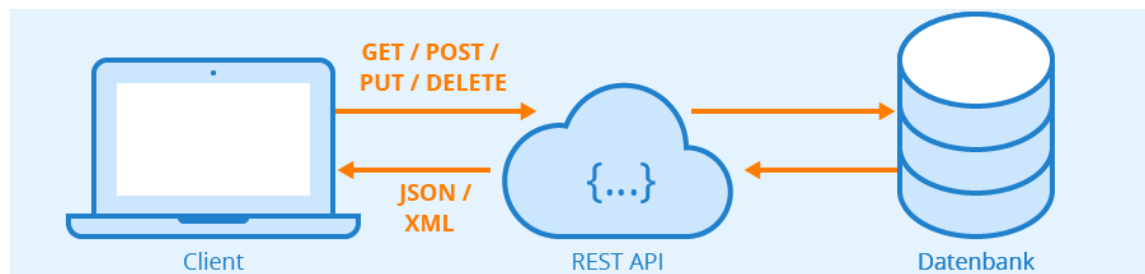 GET / POST /
PUT / DELETE
{...}
JSON /
XML
Client
REST API
Datenbank